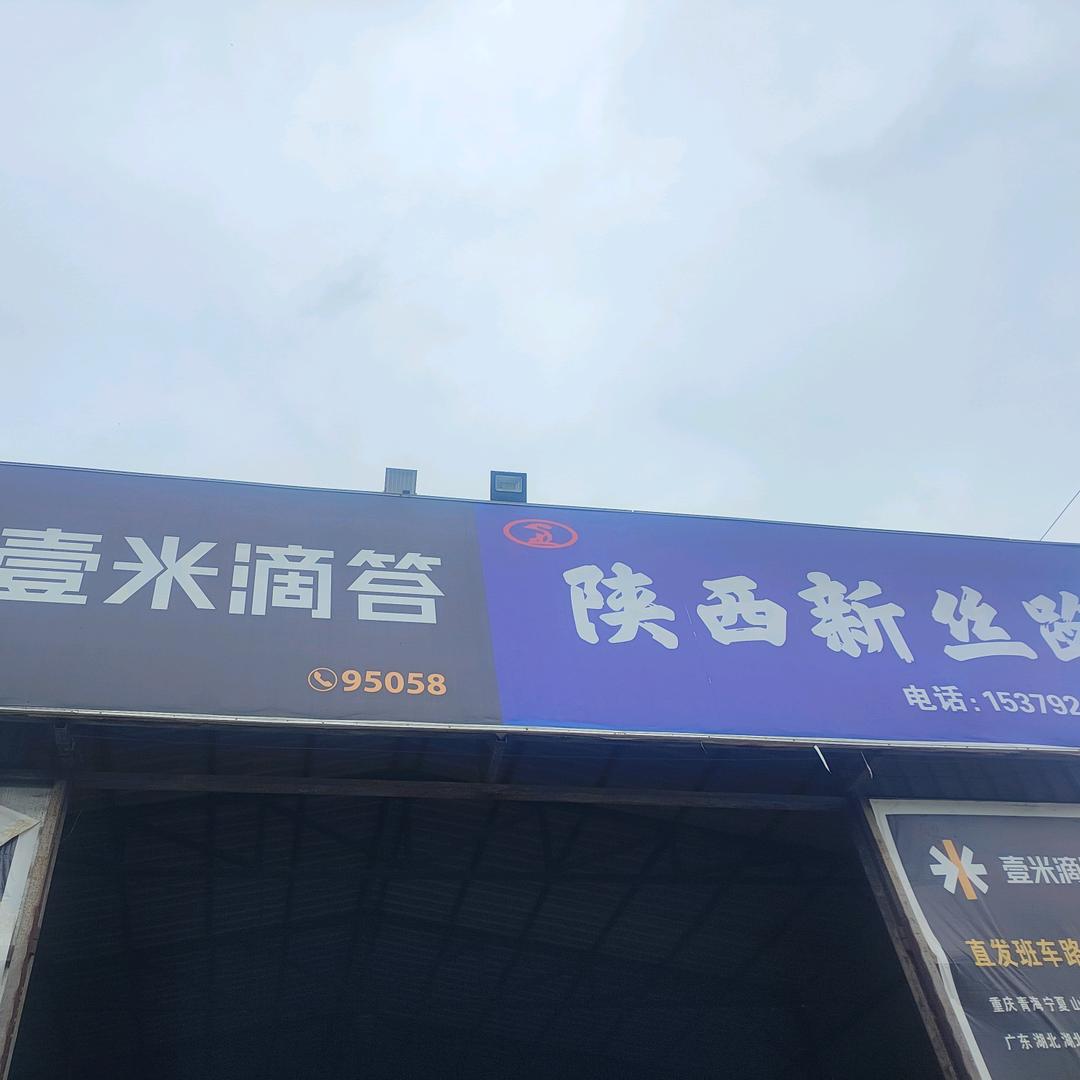 壹米滴答
95058
陕西新丝路
电话:153792
壹米滴
直发班车路
重庆青海宁夏山
广东湖北湖北